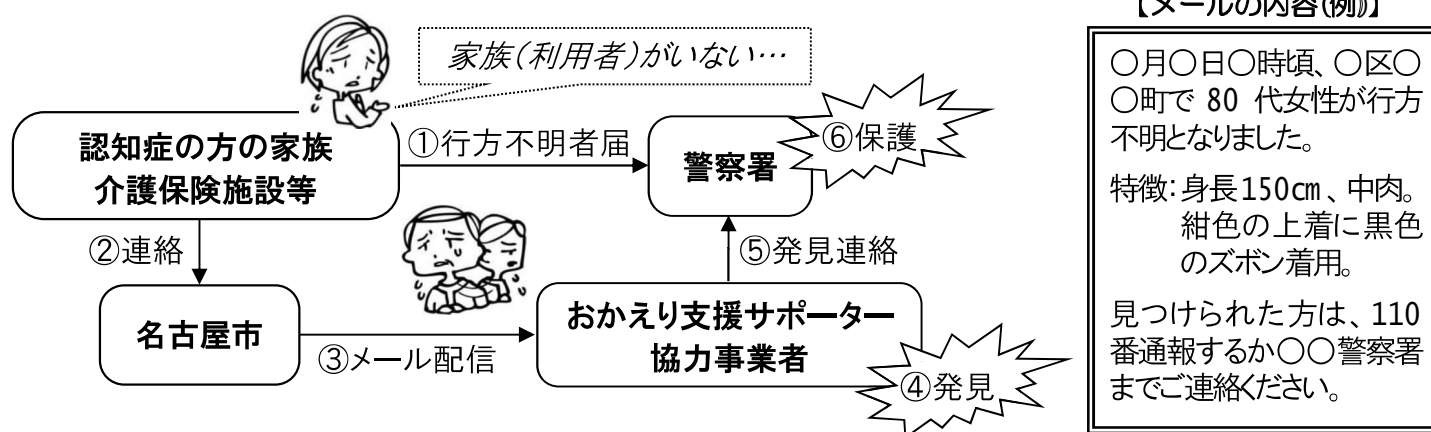 家族（利用者）がいない…
認知症の方の家族
介護保険施設等
①行方不明者届
警察署
⑥保護
②連絡
⑤発見連絡
名古屋市
③メール配信
おかえり支援サポーター
協力事業者
④発見
【メールの内容（例）】
〇月〇日〇時頃、〇区〇
〇町で 80 代女性が行方
不明となりました。
特徴：身長150㎝、中肉。
紺色の上着に黒色
のズボン着用。
見つけられた方は、110
番通報するか〇〇警察署
までご連絡ください。